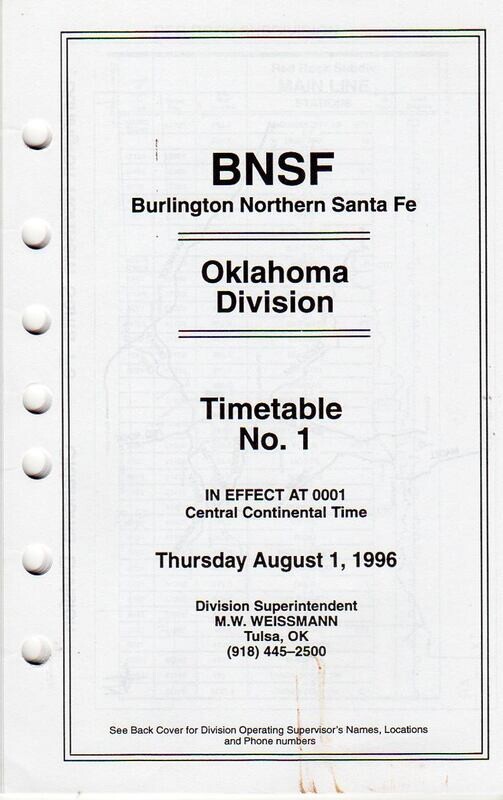 BNSF
Burlington Northern Santa Fe
Oklahoma
Division
Timetable
No. 1
IN EFFECT AT 0001
Central Continental Time
Thursday August 1, 1996
Division Superintendent
M.W. WEISSMANN
Tulsa, OK
(918) 445–2500
See Back Cover for Division Operating Supervisor's Names, Locations
and Phone numbers